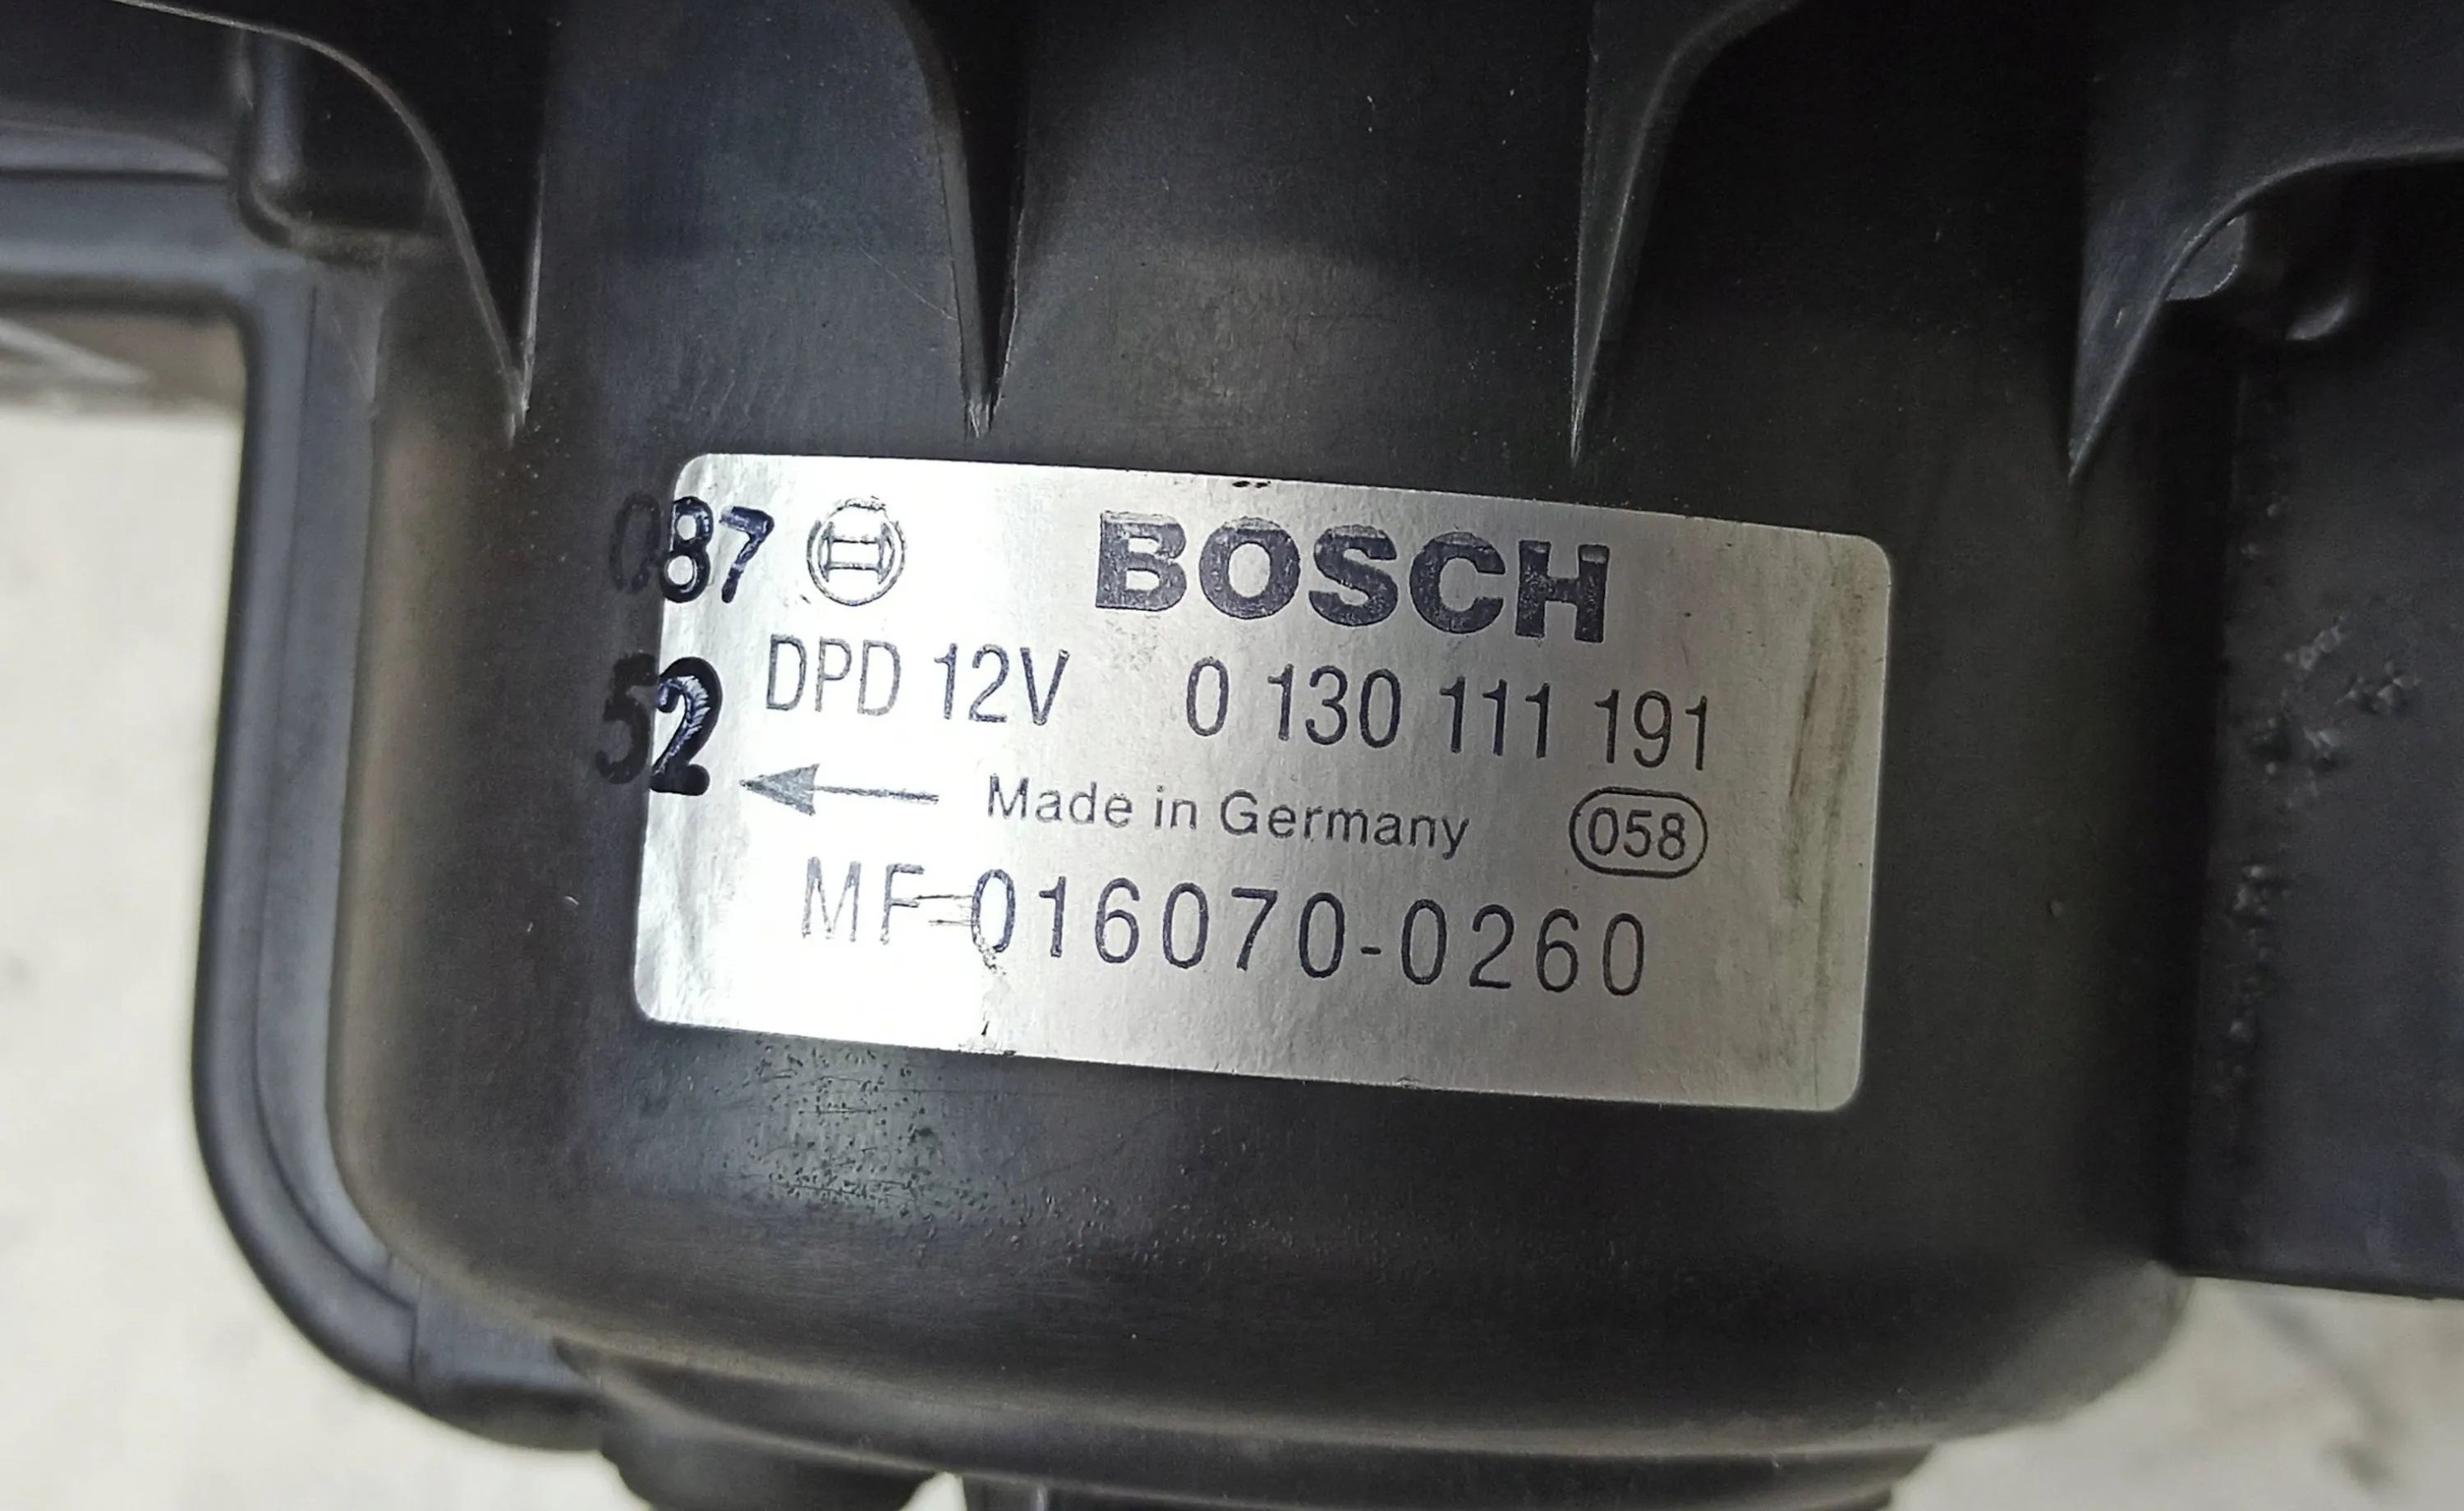 087 BOSCH
52 DPD 12V 0 130 111 191
Made in Germany 058
MF-016070-0260